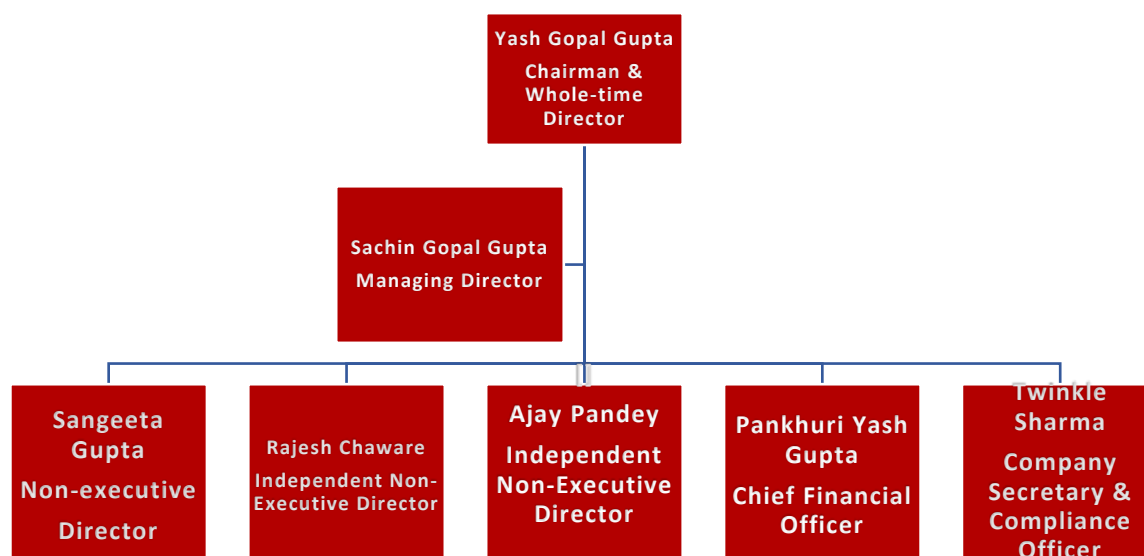 Yash Gopal Gupta
Chairman &
Whole-time
Director
Sachin Gopal Gupta
Managing Director
Sangeeta
Gupta
Non-executive
Director
Rajesh Chaware
Independent Non-
Executive Director
Ajay Pandey
Independent
Non-Executive
Director
Pankhuri Yash
Gupta
Chief Financial
Officer
Twinkle
Sharma
Company
Secretary &
Compliance
Officer